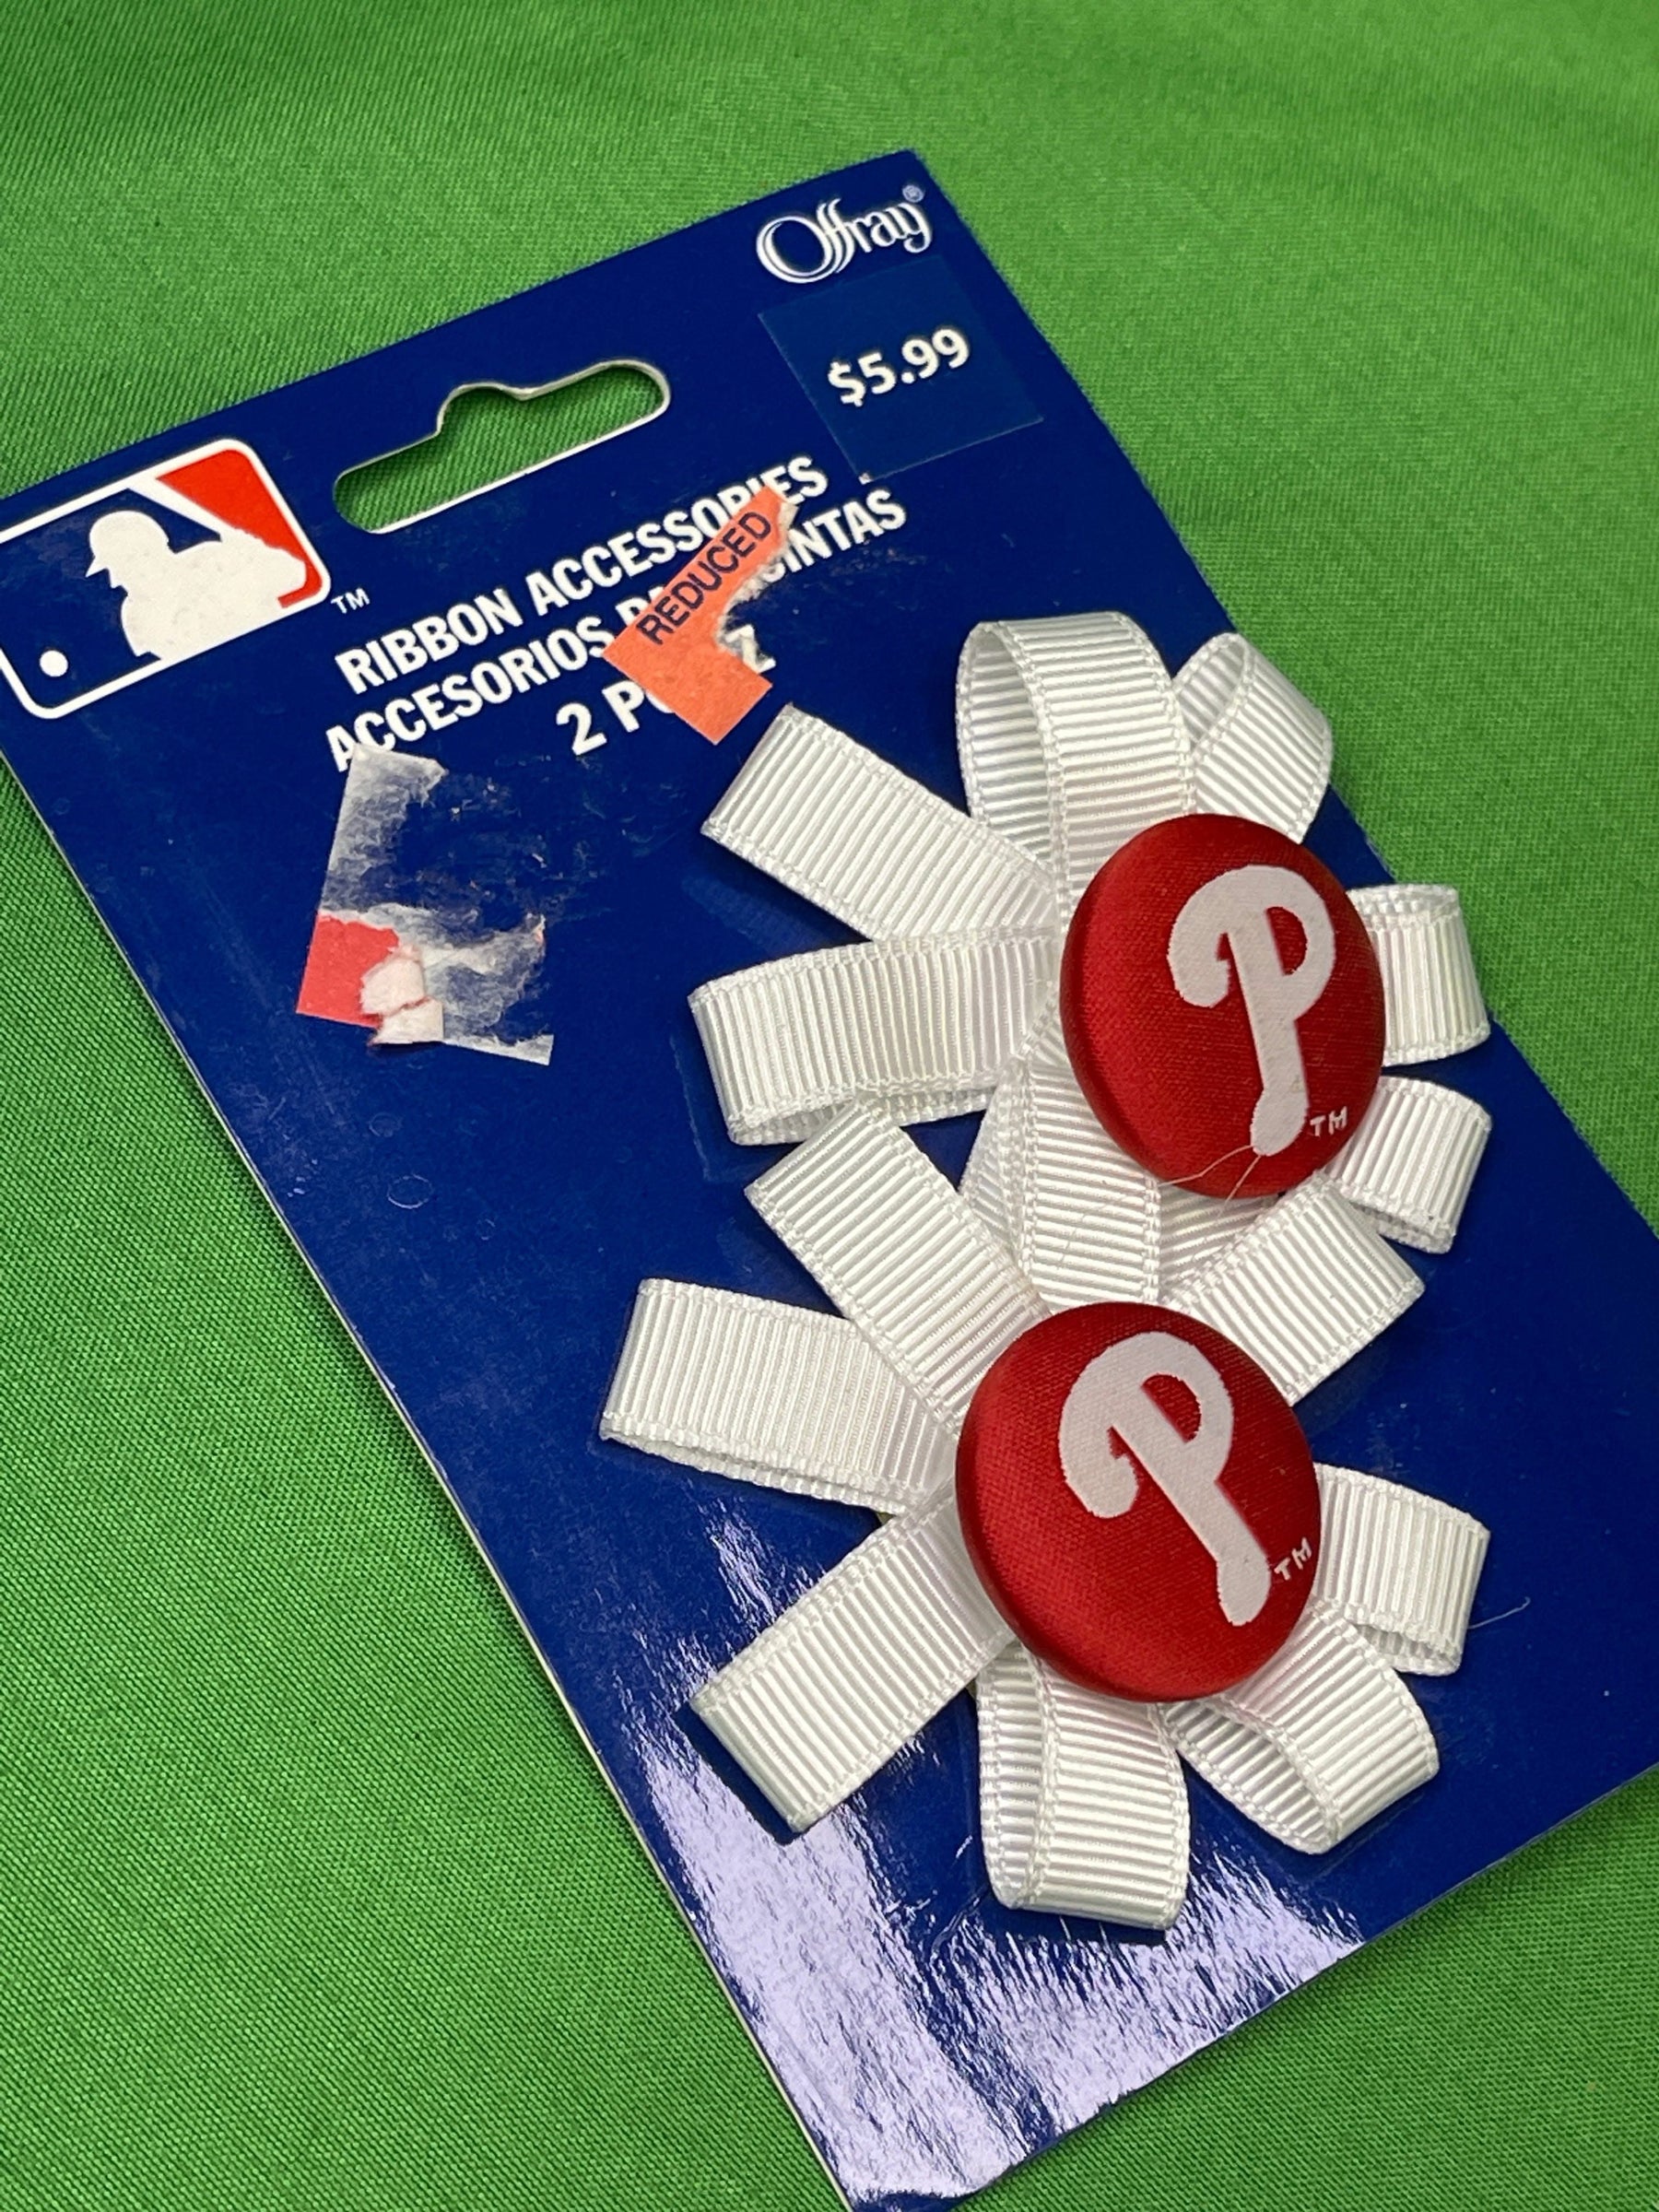 Offray®
$5.99
TM
RIBBON ACCESSORIES
ACCESORIOS CINTAS
REDUCED
2
P TM
P TM